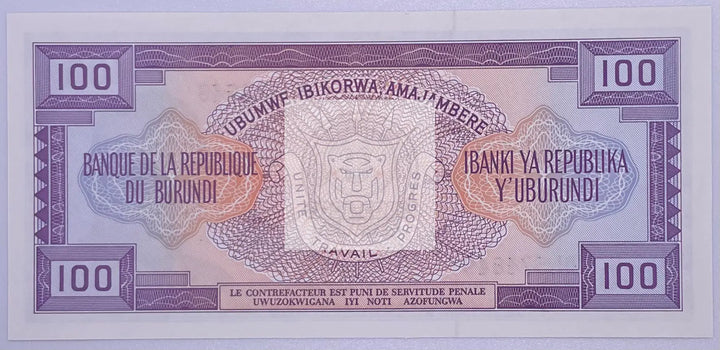 100
100
UBUMWE, IBIKORWA, AMAJAMBERE
BANQUE DE LA REPUBLIQUE
DU BURUNDI
IBANKI YA REPUBLIKA
Y'UBURUNDI
UNITE
TRAVAIL
PROGRES
100
100
LE CONTREFACTEUR EST PUNI DE SERVITUDE PENALE
UWUZOKWIGANA IYI NOTI AZOFUNGWA